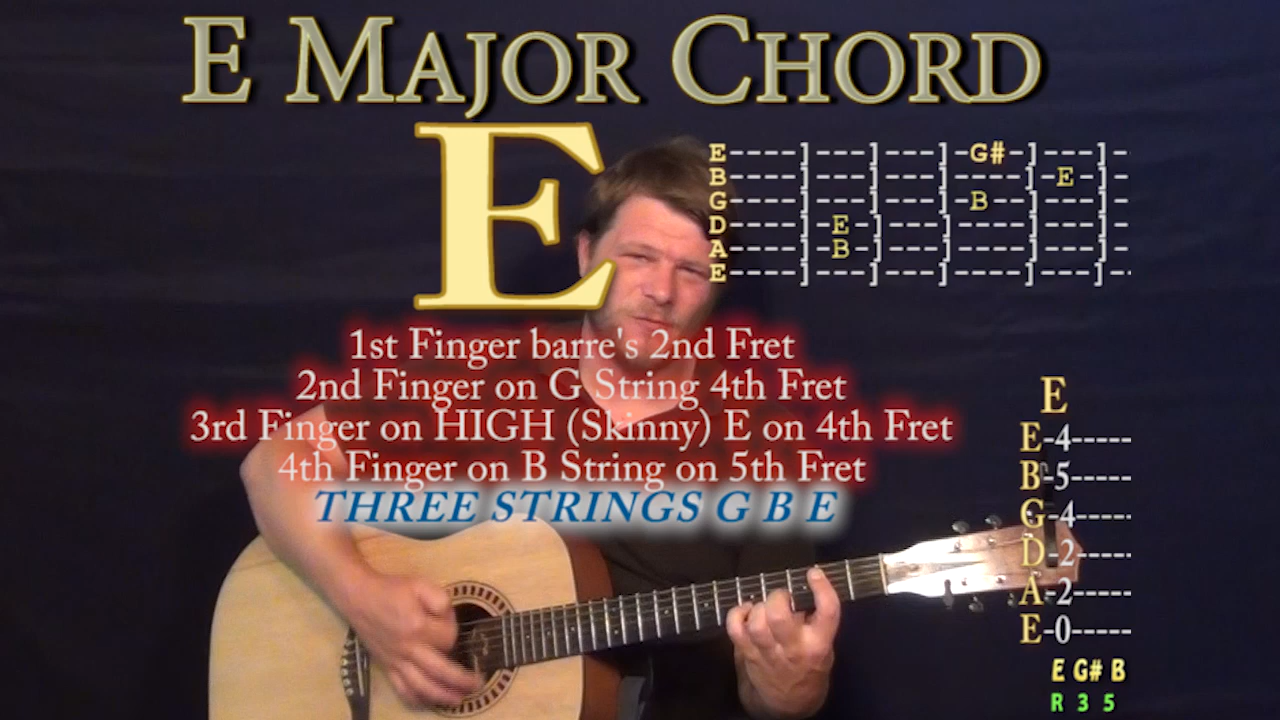 E MAJOR CHORD
E
E----]---]---]-G#-]---]-
B----]---]---]----]-E-]-
G----]---]---]-B--]---]-
D----]-E-]---]----]---]-
A----]-B-]---]----]---]-
E----]---]---]----]---]-
1st Finger barre's 2nd Fret
2nd Finger on G String 4th Fret
3rd Finger on HIGH (Skinny) E on 4th Fret
4th Finger on B String on 5th Fret
THREE STRINGS G B E
E
E-4-----
B-5-----
G-4-----
D-2-----
A-2-----
E-0-----
E G# B
R 3 5